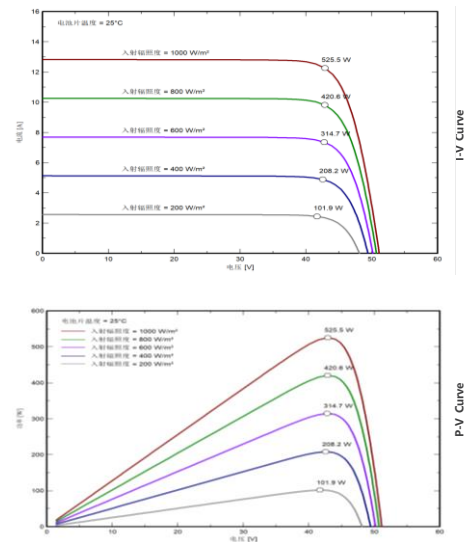 16
电池片温度 = 25°C
14
入射辐照度 = 1000 W/m²
525.5 W
12
入射辐照度 = 800 W/m²
420.6 W
10
入射辐照度 = 600 W/m²
314.7 W
8
电流 [A]
6
入射辐照度 = 400 W/m²
208.2 W
4
入射辐照度 = 200 W/m²
101.9 W
2
0
0 10 20 30 40 50 60
电压 [V]
I-V Curve
600
电池片温度 = 25°C
入射辐照度 = 1000 W/m²
入射辐照度 = 800 W/m²
入射辐照度 = 600 W/m²
入射辐照度 = 400 W/m²
入射辐照度 = 200 W/m²
525.5 W
500
420.6 W
400
314.7 W
300
功率 [W]
208.2 W
200
101.9 W
100
0
0 10 20 30 40 50 60
电压 [V]
P-V Curve